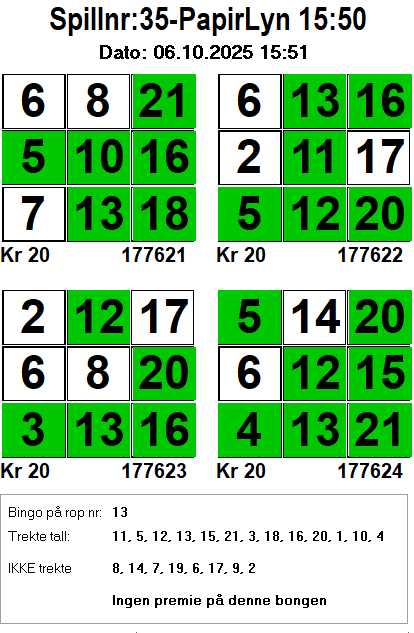 Spillnr:35-PapirLyn 15:50
Dato: 06.10.2025 15:51
6 8 21
5 10 16
7 13 18
Kr 20 177621
6 13 16
2 11 17
5 12 20
Kr 20 177622
2 12 17
6 8 20
3 13 16
Kr 20 177623
5 14 20
6 12 15
4 13 21
Kr 20 177624
Bingo på rop nr: 13
Trekte tall: 11, 5, 12, 13, 15, 21, 3, 18, 16, 20, 1, 10, 4
IKKE trekte 8, 14, 7, 19, 6, 17, 9, 2
Ingen premie på denne bongen